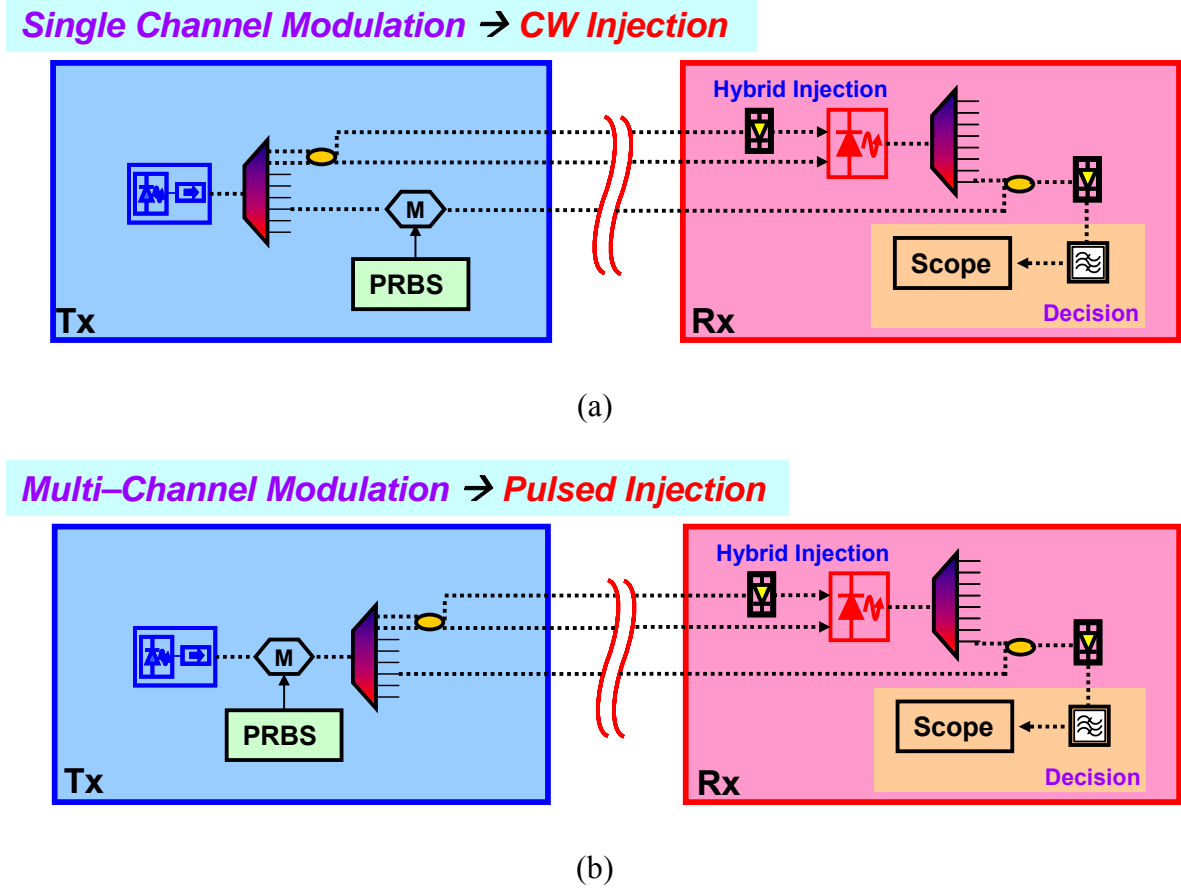 Single Channel Modulation → CW Injection
Hybrid Injection
M
PRBS
Scope
Tx
Rx
Decision
(a)
Multi–Channel Modulation → Pulsed Injection
Hybrid Injection
M
PRBS
Scope
Tx
Rx
Decision
(b)